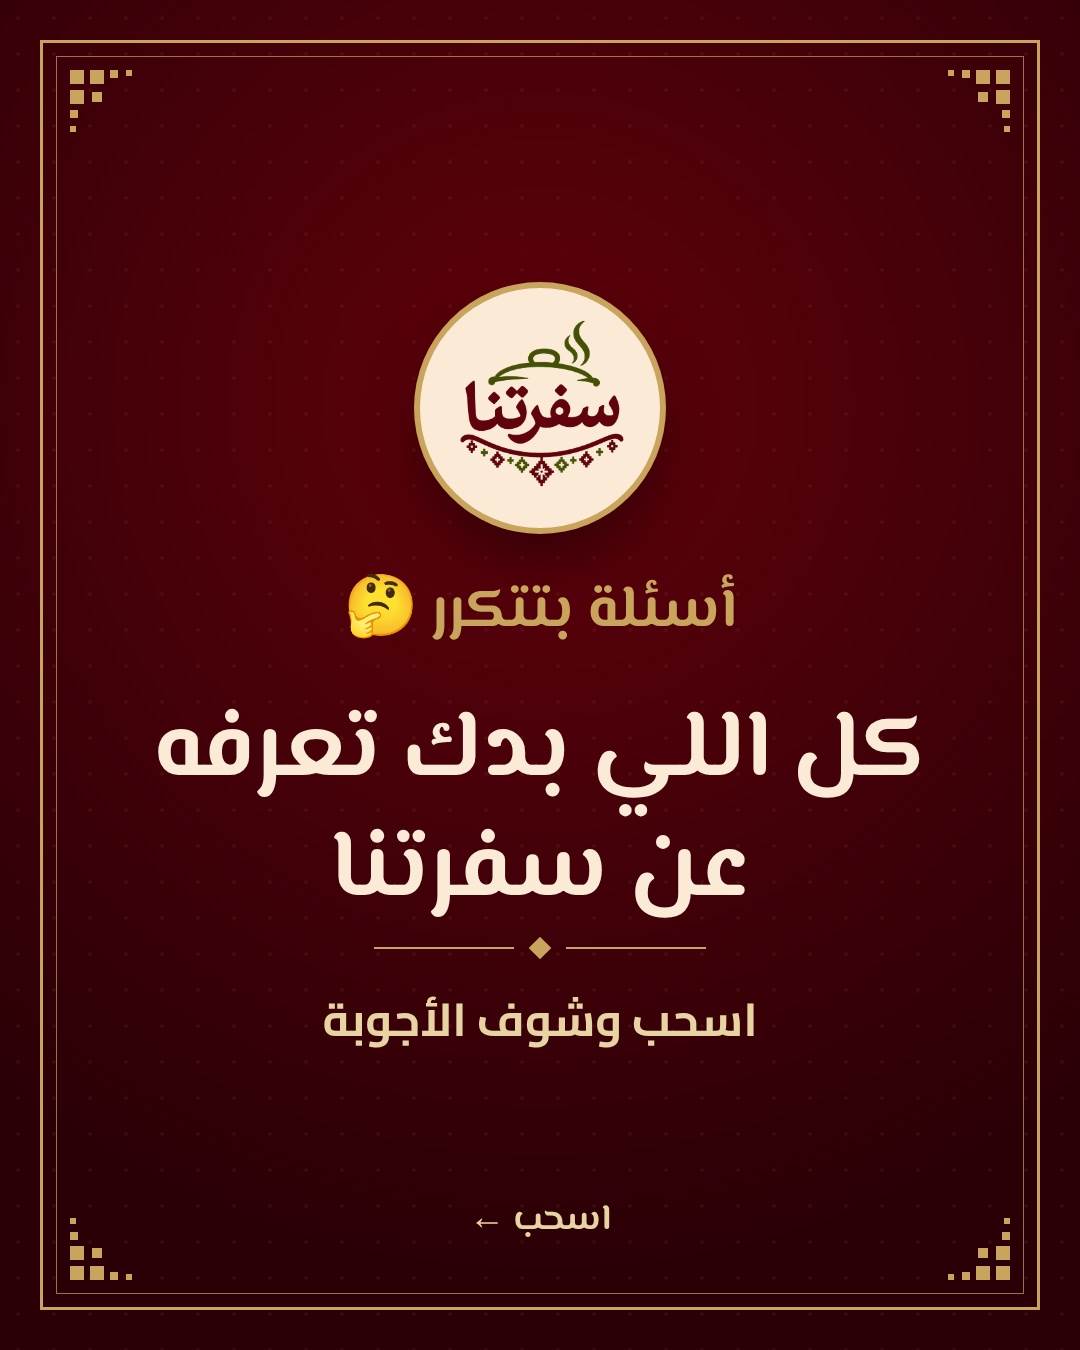 سفرتنا
أسئلة بتتكرر 🤔
كل اللي بدك تعرفه
عن سفرتنا
اسحب وشوف الأجوبة
اسحب ←